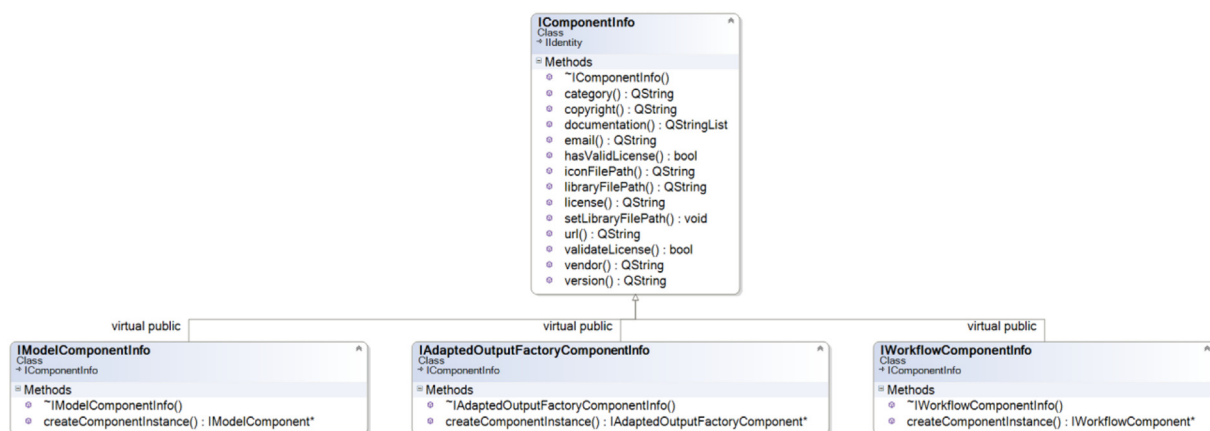 IComponentInfo
Class
IIdentity
Methods
~IComponentInfo()
category() : QString
copyright() : QString
documentation() : QStringList
email() : QString
hasValidLicense() : bool
iconFilePath() : QString
libraryFilePath() : QString
license() : QString
setLibraryFilePath() : void
url() : QString
validateLicense() : bool
vendor() : QString
version() : QString
virtual public
virtual public
virtual public
IModelComponentInfo
Class
IComponentInfo
Methods
~IModelComponentInfo()
createComponentInstance() : IModelComponent*
IAdaptedOutputFactoryComponentInfo
Class
IComponentInfo
Methods
~IAdaptedOutputFactoryComponentInfo()
createComponentInstance() : IAdaptedOutputFactoryComponent*
IWorkflowComponentInfo
Class
IComponentInfo
Methods
~IWorkflowComponentInfo()
createComponentInstance() : IWorkflowComponent*